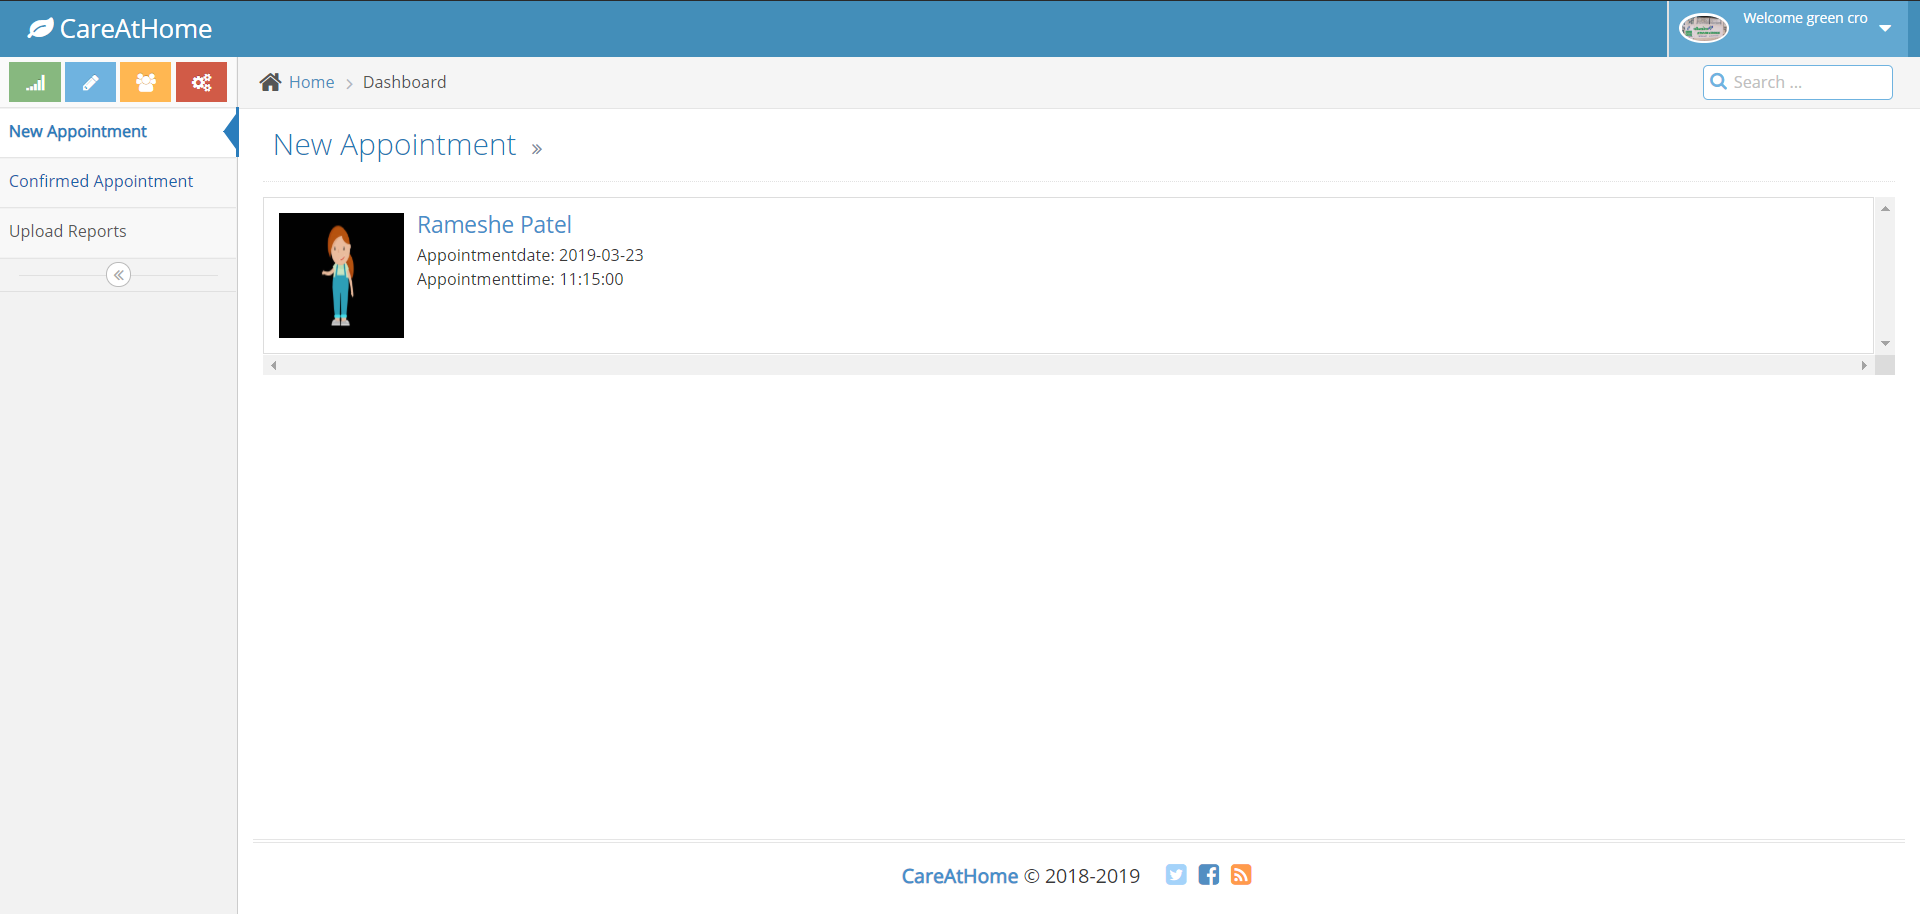 CareAtHome
Welcome green cro
Home
Dashboard
Search ...
New Appointment
Confirmed Appointment
Upload Reports
New Appointment »
Rameshe Patel
Appointmentdate: 2019-03-23
Appointmenttime: 11:15:00
CareAtHome © 2018-2019